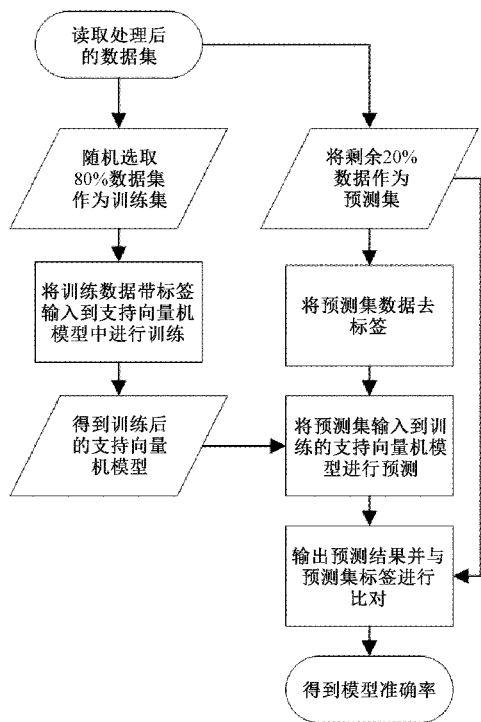 读取处理后
的数据集
随机选取
80%数据集
作为训练集
将剩余20%
数据作为
预测集
将训练数据带标签
输入到支持向量机
模型中进行训练
将预测集数据去
标签
得到训练后
的支持向量
机模型
将预测集输入到训
练的支持向量机模
型进行预测
输出预测结果并与
预测集标签进行
比对
得到模型准确率